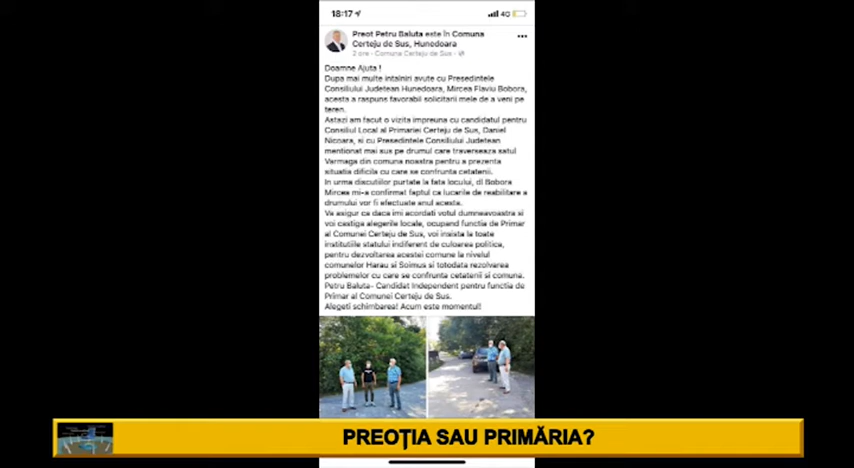 18:17
4G
Preot Petru Baluta este în Comuna
Certeju de Sus, Hunedoara
2 ore · Comuna Certeju de Sus ·
Doamne Ajuta !
Dupa mai multe intalniri avute cu Presedintele
Consiliului Judetean Hunedoara, Mircea Flaviu Bobora,
acesta a raspuns favorabil solicitarii mele de a veni pe
teren.
Astazi am facut o vizita impreuna cu candidatul pentru
Consiliul Local al Primariei Certeju de Sus, Daniel
Nicoara, si cu Presedintele Consiliului Judetean
mentionat mai sus pe drumul care traverseaza satul
Varmaga din comuna noastra pentru a prezenta
situatia dificila cu care se confrunta cetatenii.
In urma discutiilor purtate la fata locului, dl Bobora
Mircea mi-a confirmat faptul ca lucarile de reabilitare a
drumului vor fi efectuate anul acesta.
Va asigur ca daca imi acordati votul dumneavoastra si
voi castiga alegerile locale, ocupand functia de Primar
al Comunei Certeju de Sus, voi insista la toate
institutiile statului indiferent de culoarea politica,
pentru dezvoltarea acestei comune la nivelul
comunelor Harau si Soimus si totodata rezolvarea
problemelor cu care se confrunta cetatenii si comuna.
Petru Baluta- Candidat Independent pentru functia de
Primar al Comunei Certeju de Sus.
Alegeti schimbarea! Acum este momentul!
PREOȚIA SAU PRIMĂRIA?